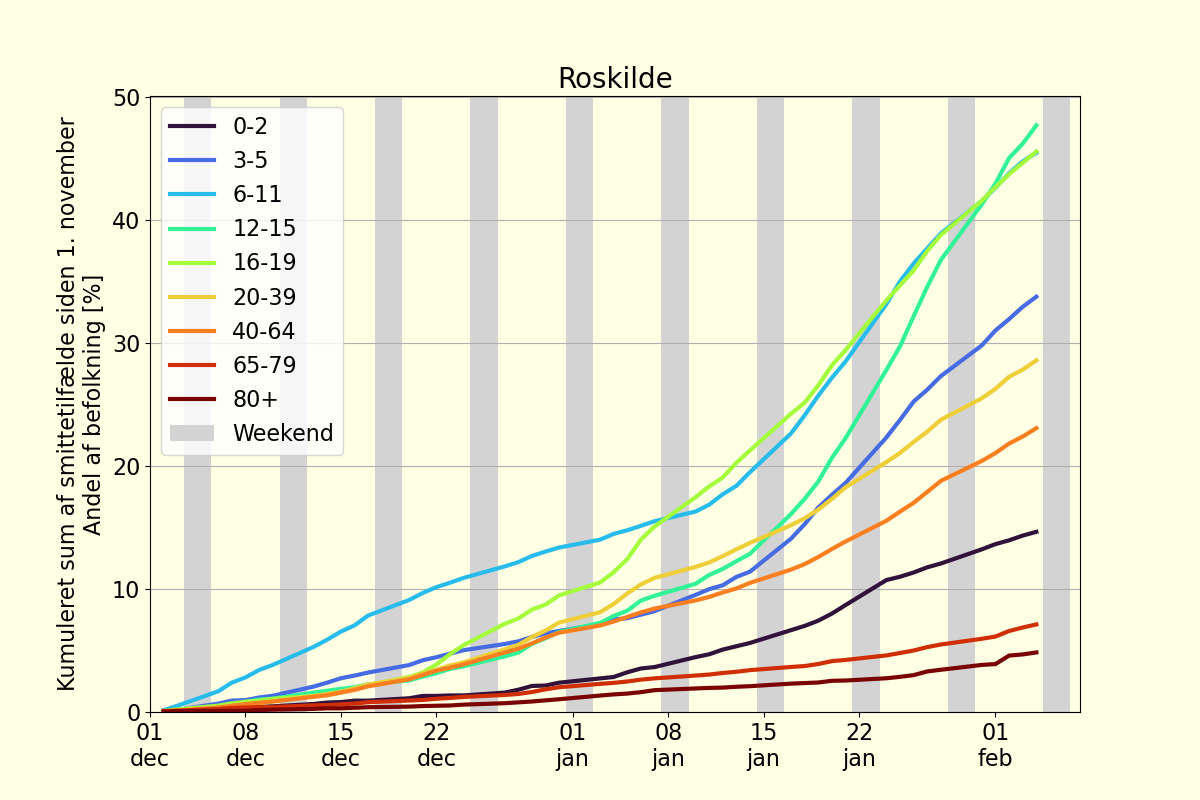 Roskilde
Kumuleret sum af smittetilfælde siden 1. november
Andel af befolkning [%]
50
40
30
20
10
0
0-2
3-5
6-11
12-15
16-19
20-39
40-64
65-79
80+
Weekend
01 08 15 22 01 08 15 22 01
dec dec dec dec jan jan jan jan feb